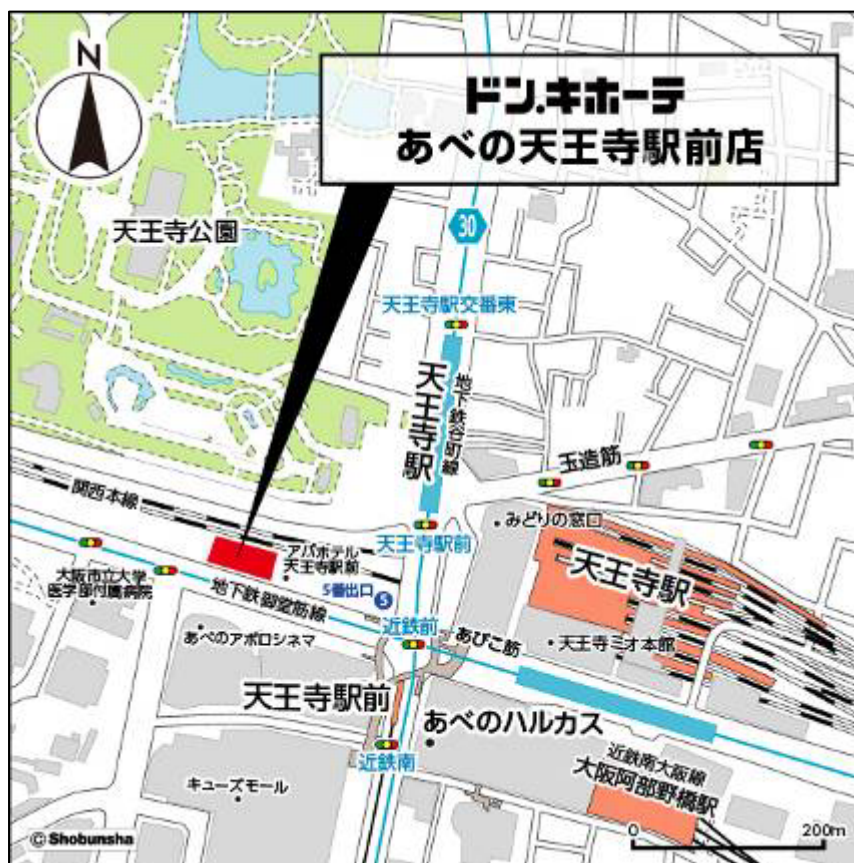 N
ドン.キホーテ
あべの天王寺駅前店
天王寺公園
30
天王寺駅交番東
天王寺駅
地下鉄谷町線
玉造筋
関西本線
みどりの窓口
天王寺駅前
アパホテル
天王寺駅前
天王寺駅
大阪市立大学
医学部付属病院
5番出口
5
地下鉄御堂筋線
近鉄前
あびこ筋
天王寺ミオ本館
あべのアポロシネマ
天王寺駅前
あべのハルカス
近鉄南
近鉄南大阪線
大阪阿部野橋駅
キューズモール
© Shobunsha
0 200m